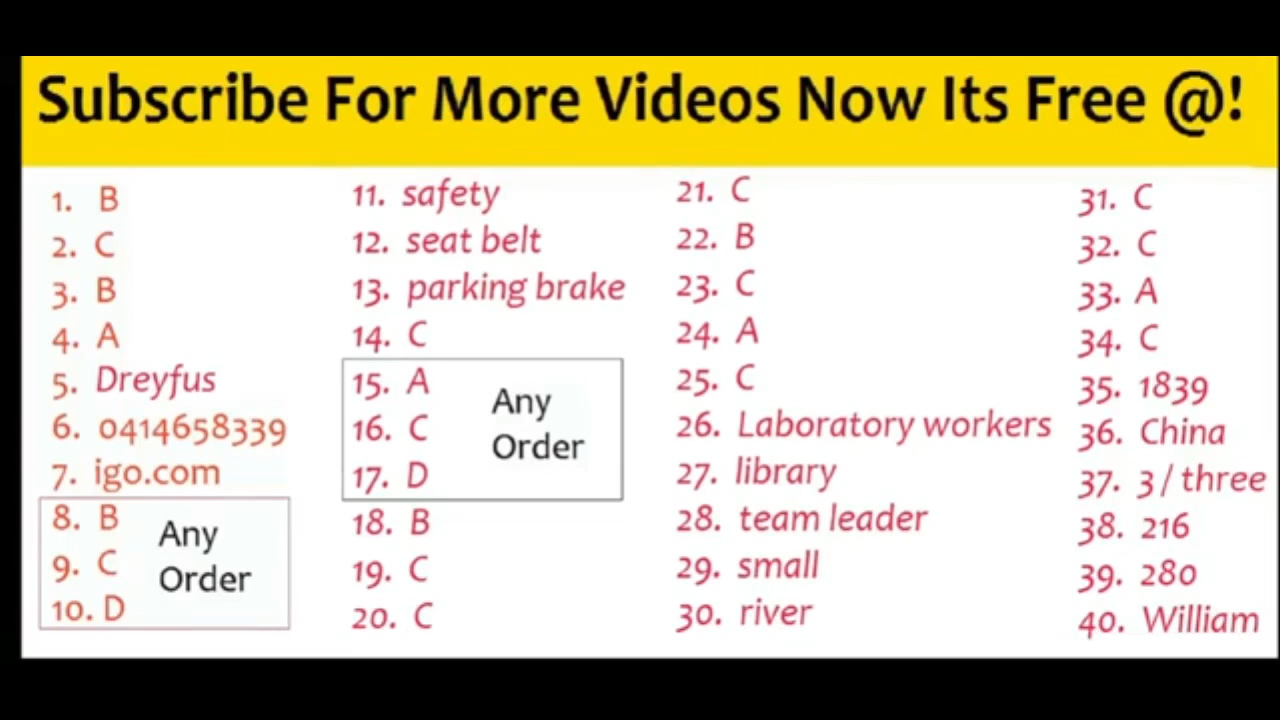 Subscribe For More Videos Now Its Free @!
1. B
2. C
3. B
4. A
5. Dreyfus
6. 0414658339
7. igo.com
8. B
9. C
10. D
Any
Order
11. safety
12. seat belt
13. parking brake
14. C
15. A
16. C
17. D
Any
Order
18. B
19. C
20. C
21. C
22. B
23. C
24. A
25. C
26. Laboratory workers
27. library
28. team leader
29. small
30. river
31. C
32. C
33. A
34. C
35. 1839
36. China
37. 3 / three
38. 216
39. 280
40. William